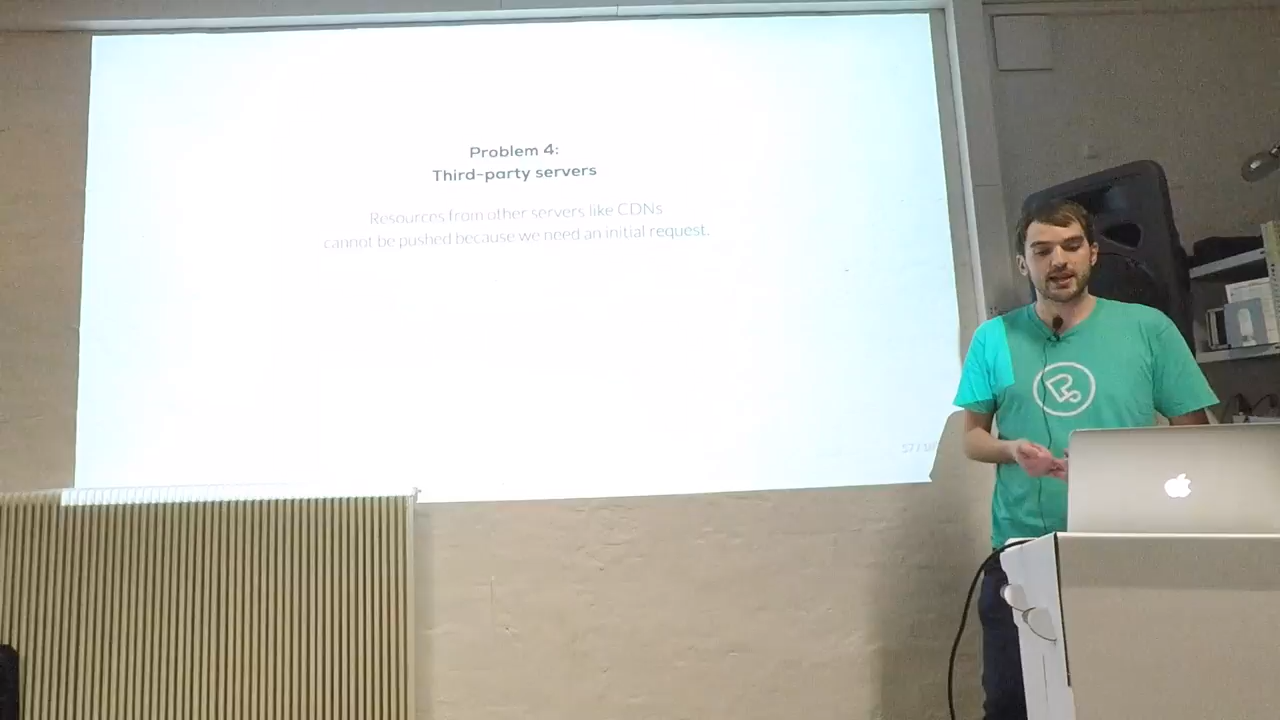 Problem 4:
Third-party servers
Resources from other servers like CDNs
cannot be pushed because we need an initial request.